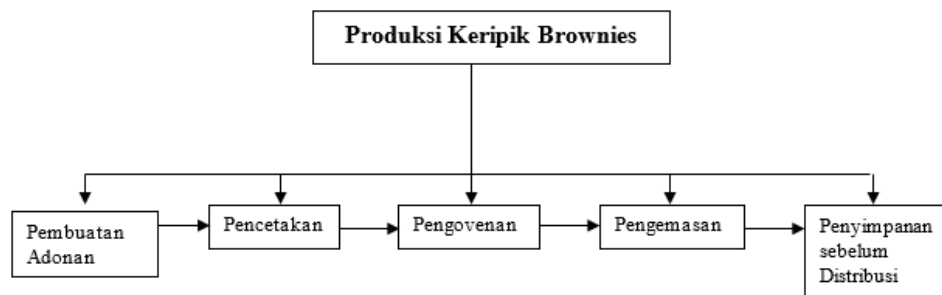 Produksi Keripik Brownies
Pembuatan
Adonan
Pencetakan
Pengovenan
Pengemasan
Penyimpanan
sebelum
Distribusi